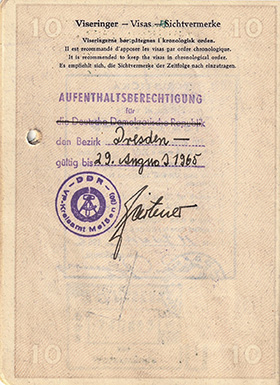 10 10
Viseringer – Visas – Sichtvermerke
Viseringerne bør påtegnes i kronologisk orden.
Il est recommandé d'apposer les visas par ordre chronologique.
It is recommended to keep the visas in chronological order.
Es empfiehlt sich, die Sichtvermerke der Zeitfolge nach einzutragen.
AUFENTHALTSBERECHTIGUNG
für
die Deutsche Demokratische Republik
den Bezirk Dresden –
gültig bis 29. August 1965
– DDR –
VP-Kreisamt Meißen
10 10